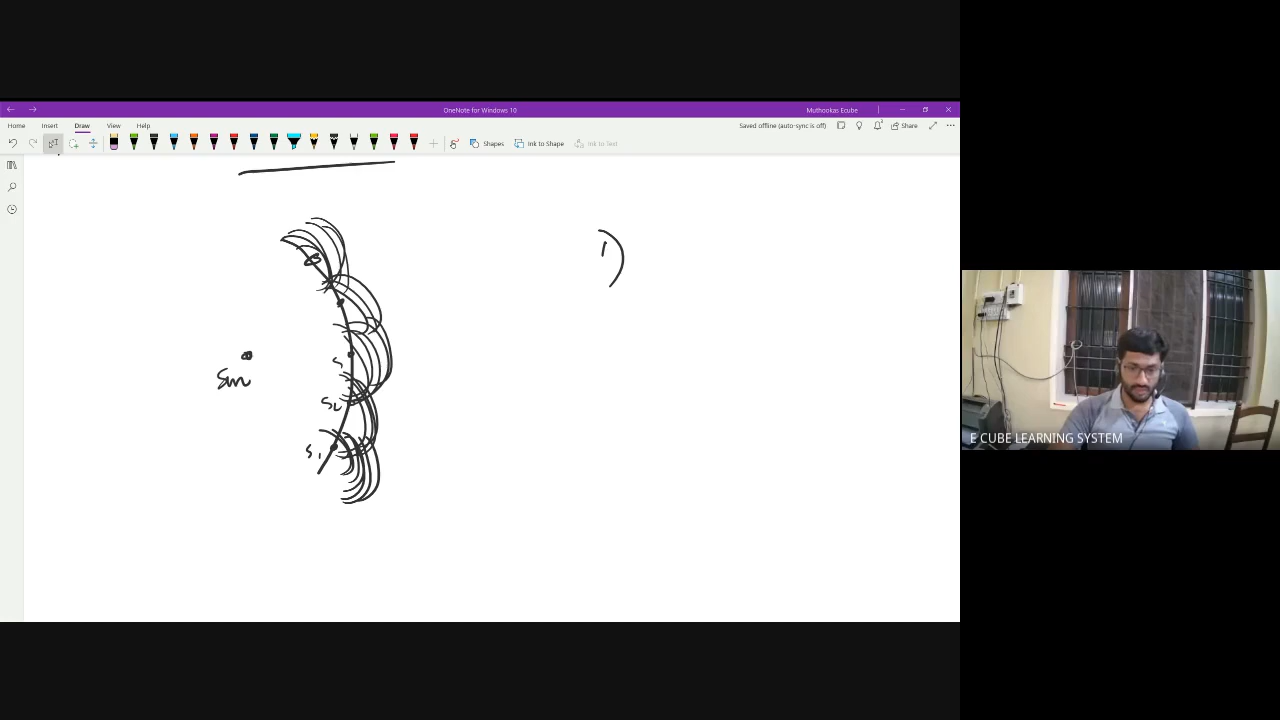 OneNote for Windows 10
Muthookas Ecube
Home Insert Draw View Help
Saved offline (auto-sync is off)
Share
Shapes
Ink to Shape
Ink to Text
1)
S
Sm
S2
S1
E CUBE LEARNING SYSTEM